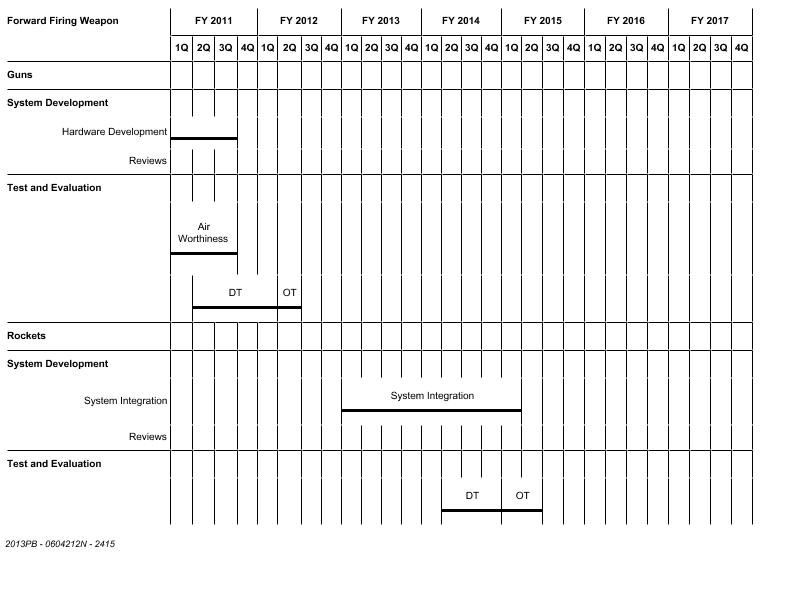 Forward Firing Weapon FY 2011 FY 2012 FY 2013 FY 2014 FY 2015 FY 2016 FY 2017
1Q 2Q 3Q 4Q 1Q 2Q 3Q 4Q 1Q 2Q 3Q 4Q 1Q 2Q 3Q 4Q 1Q 2Q 3Q 4Q 1Q 2Q 3Q 4Q 1Q 2Q 3Q 4Q
Guns
System Development
Hardware Development
Reviews
Test and Evaluation
Air
Worthiness
DT OT
Rockets
System Development
System Integration System Integration
Reviews
Test and Evaluation
DT OT
2013PB - 0604212N - 2415